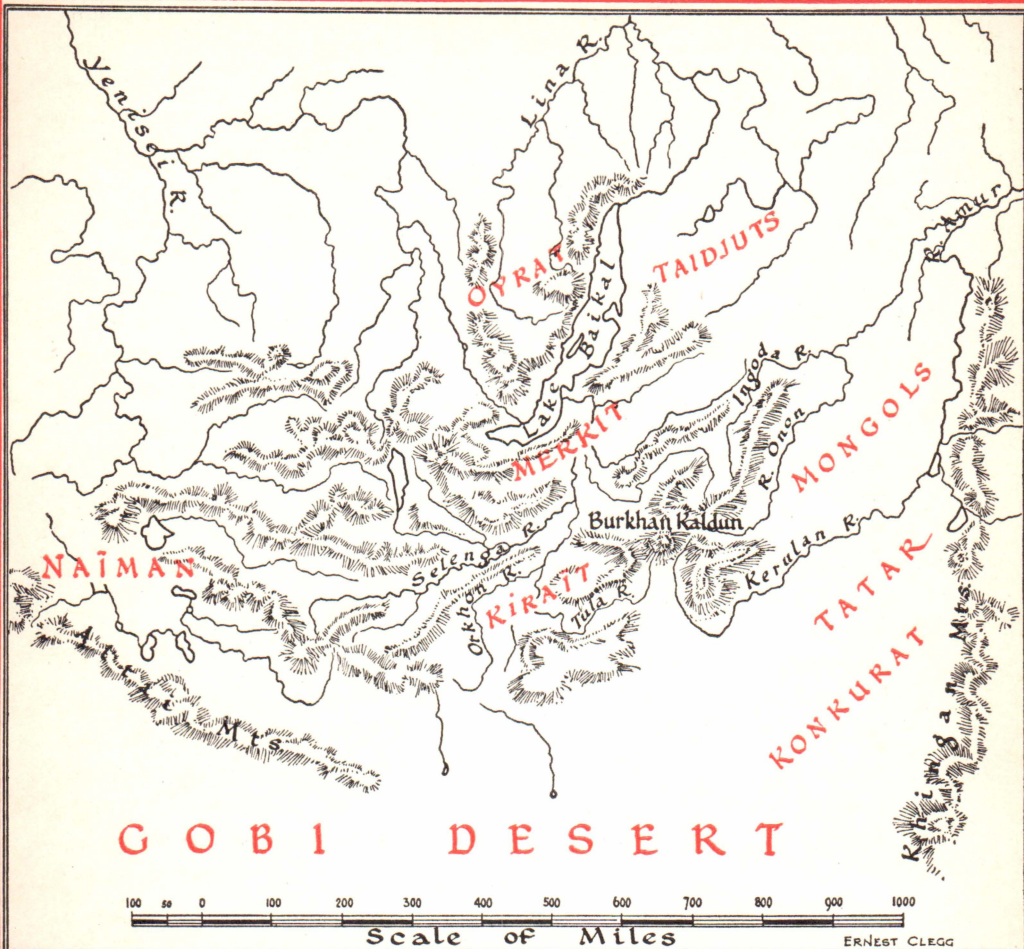 Yenisei R.
Lina R.
R. Amur
OYRAT
TAIDJUTS
Lake Baikal
Ingoda R.
R. Onon
MONGOLS
MERKIT
Burkhan Kaldun
NAÏMAN
Selenga R.
Orkhon R.
KIRAÏT
Tula R.
Kerulan R.
TATAR
KONKURAT
Altai Mts
Khingan Mts.
GOBI DESERT
100 50 0 100 200 300 400 500 600 700 800 900 1000
Scale of Miles
ERNEST CLEGG